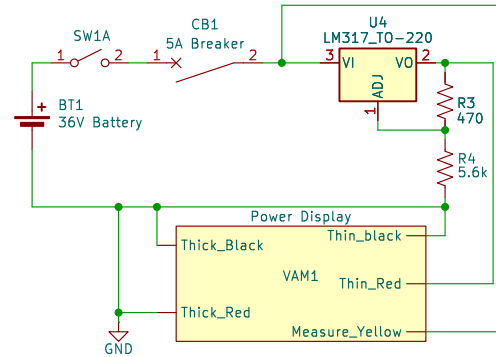 SW1A
1 2
CB1
5A Breaker
1 2
U4
LM317_TO-220
3 VI VO 2
ADJ
1
R3
470
R4
5.6k
+
BT1
36V Battery
Power Display
Thick_Black
Thin_black
VAM1
Thin_Red
Thick_Red
Measure_Yellow
GND